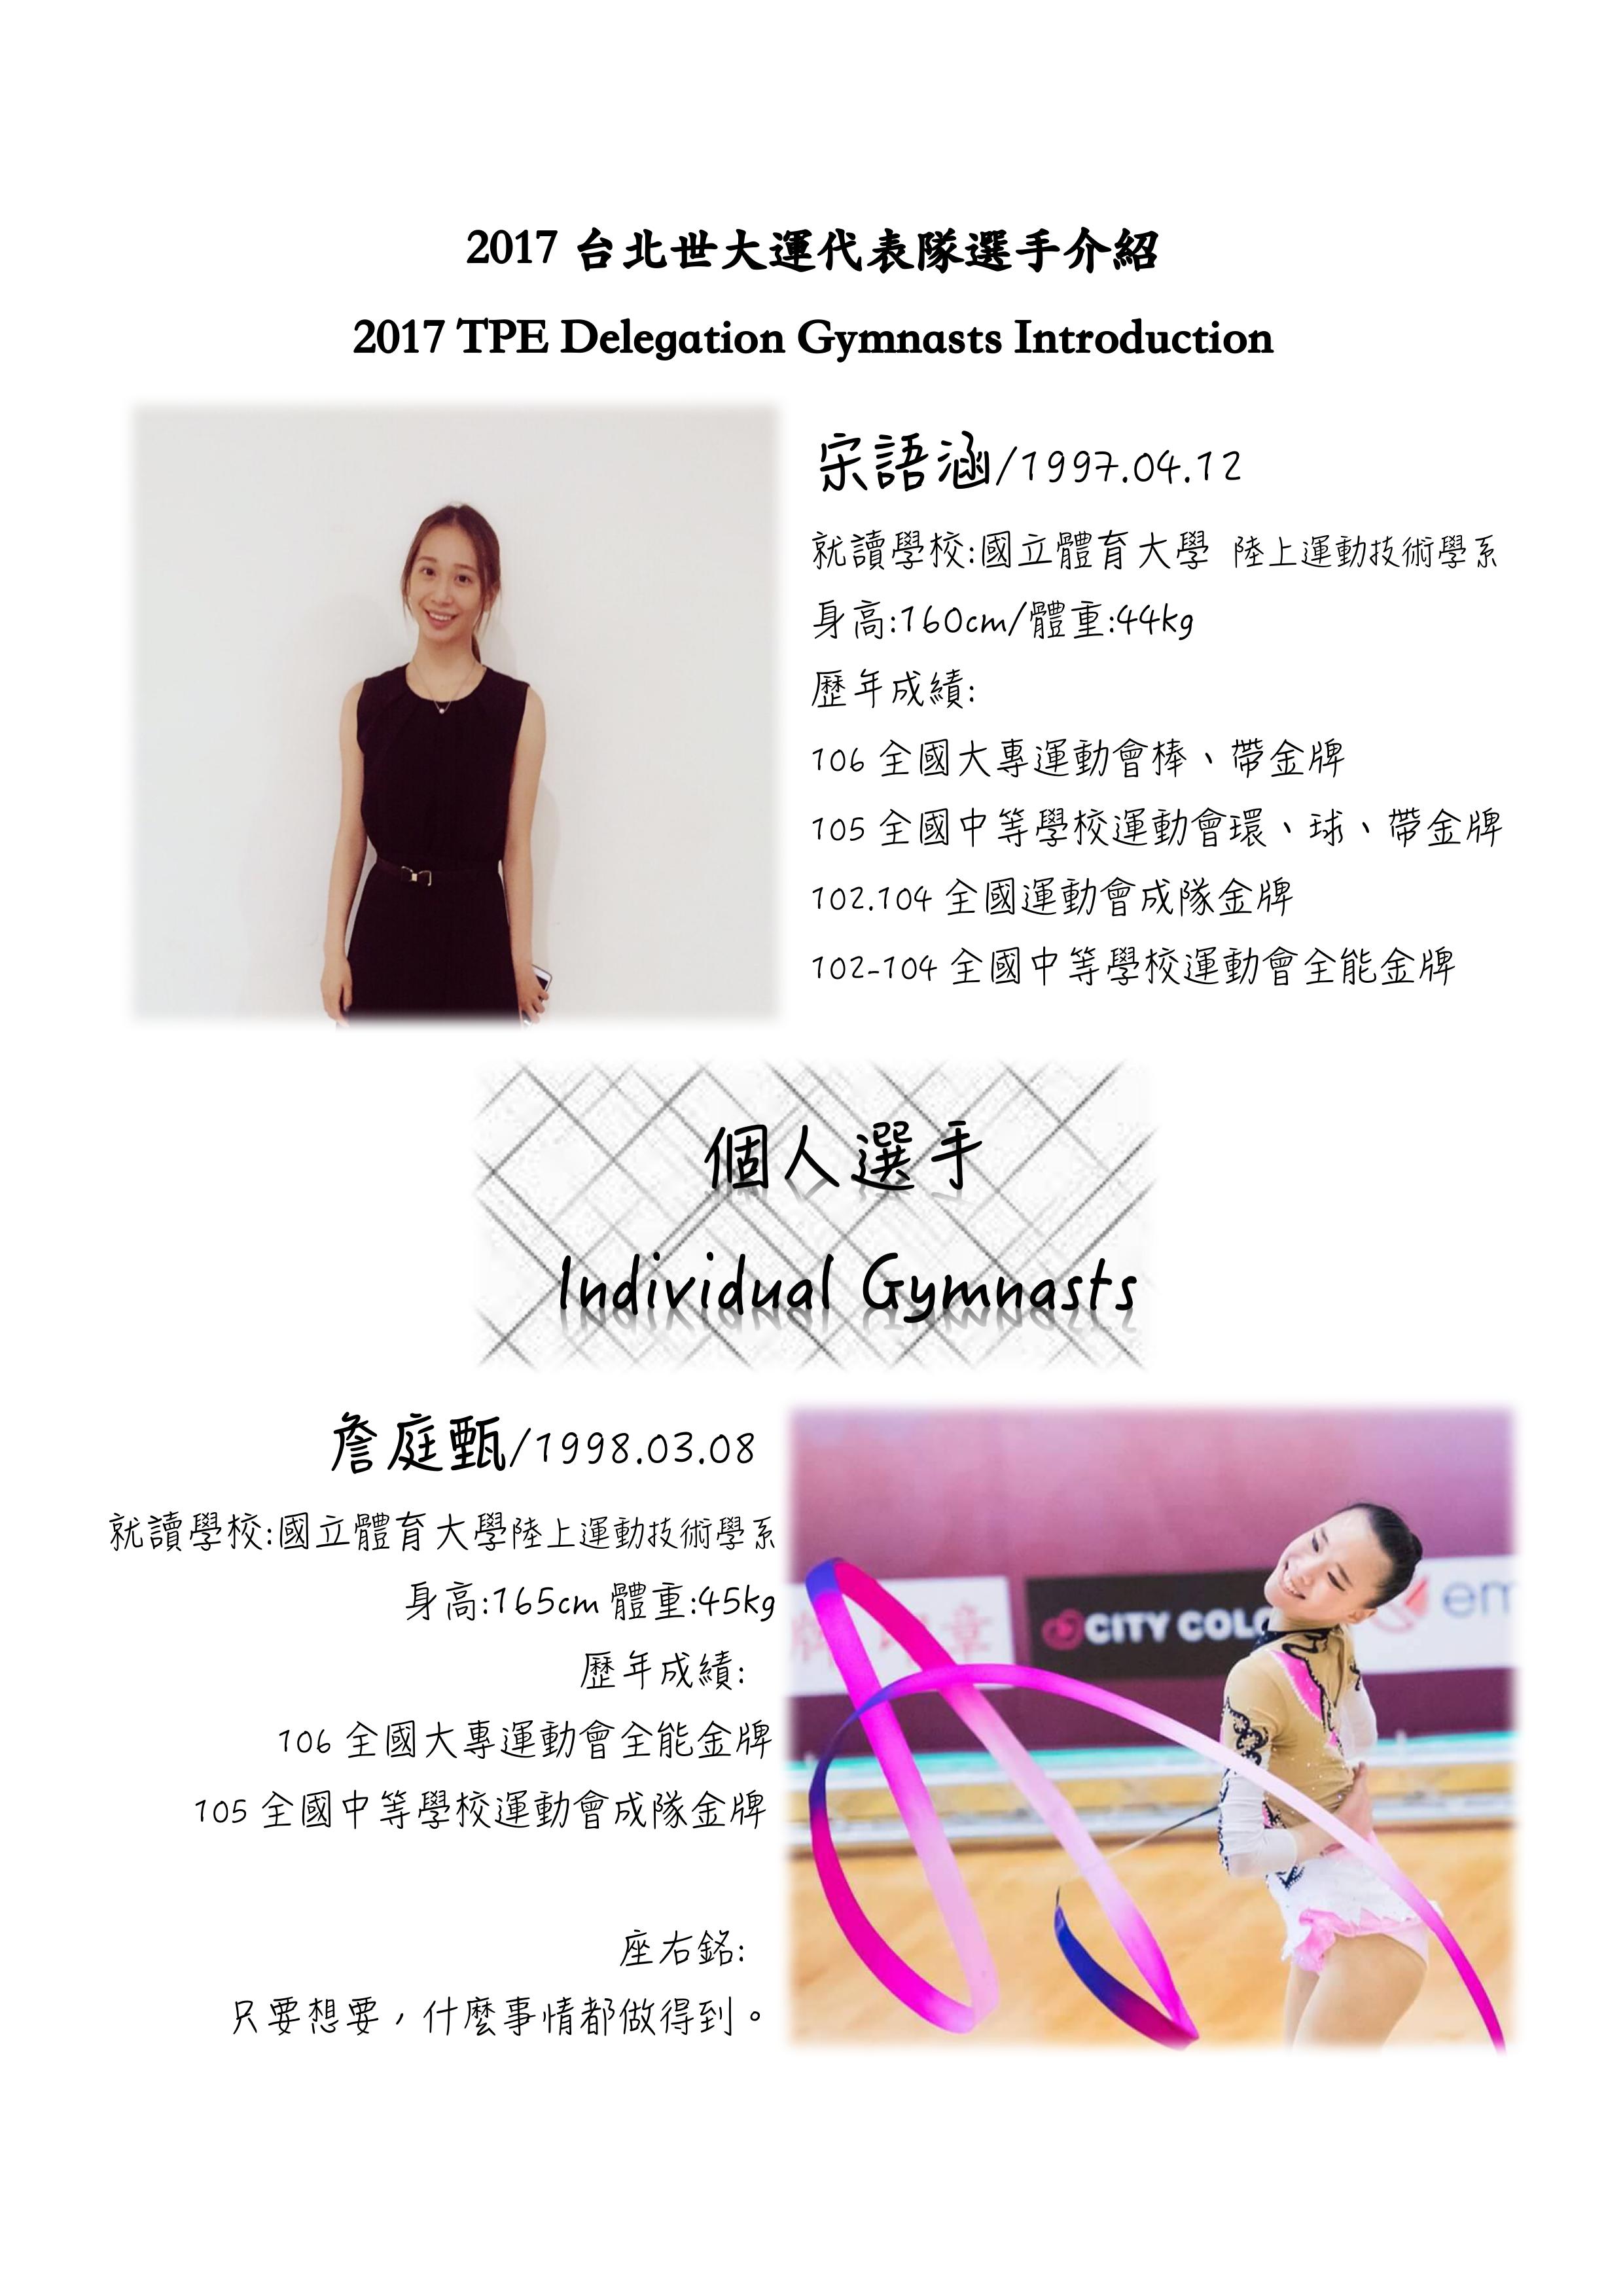 2017 台北世大運代表隊選手介紹
2017 TPE Delegation Gymnasts Introduction
宋語涵/1997.04.12
就讀學校:國立體育大學 陸上運動技術學系
身高:160cm/體重:44kg
歷年成績:
106 全國大專運動會棒、帶金牌
105 全國中等學校運動會環、球、帶金牌
102.104 全國運動會成隊金牌
102-104 全國中等學校運動會全能金牌
個人選手
Individual Gymnasts
詹庭甄/1998.03.08
就讀學校:國立體育大學陸上運動技術學系
身高:165cm 體重:45kg
歷年成績:
106 全國大專運動會全能金牌
105 全國中等學校運動會成隊金牌
座右銘:
只要想要，什麼事情都做得到。
CITY COLO
em